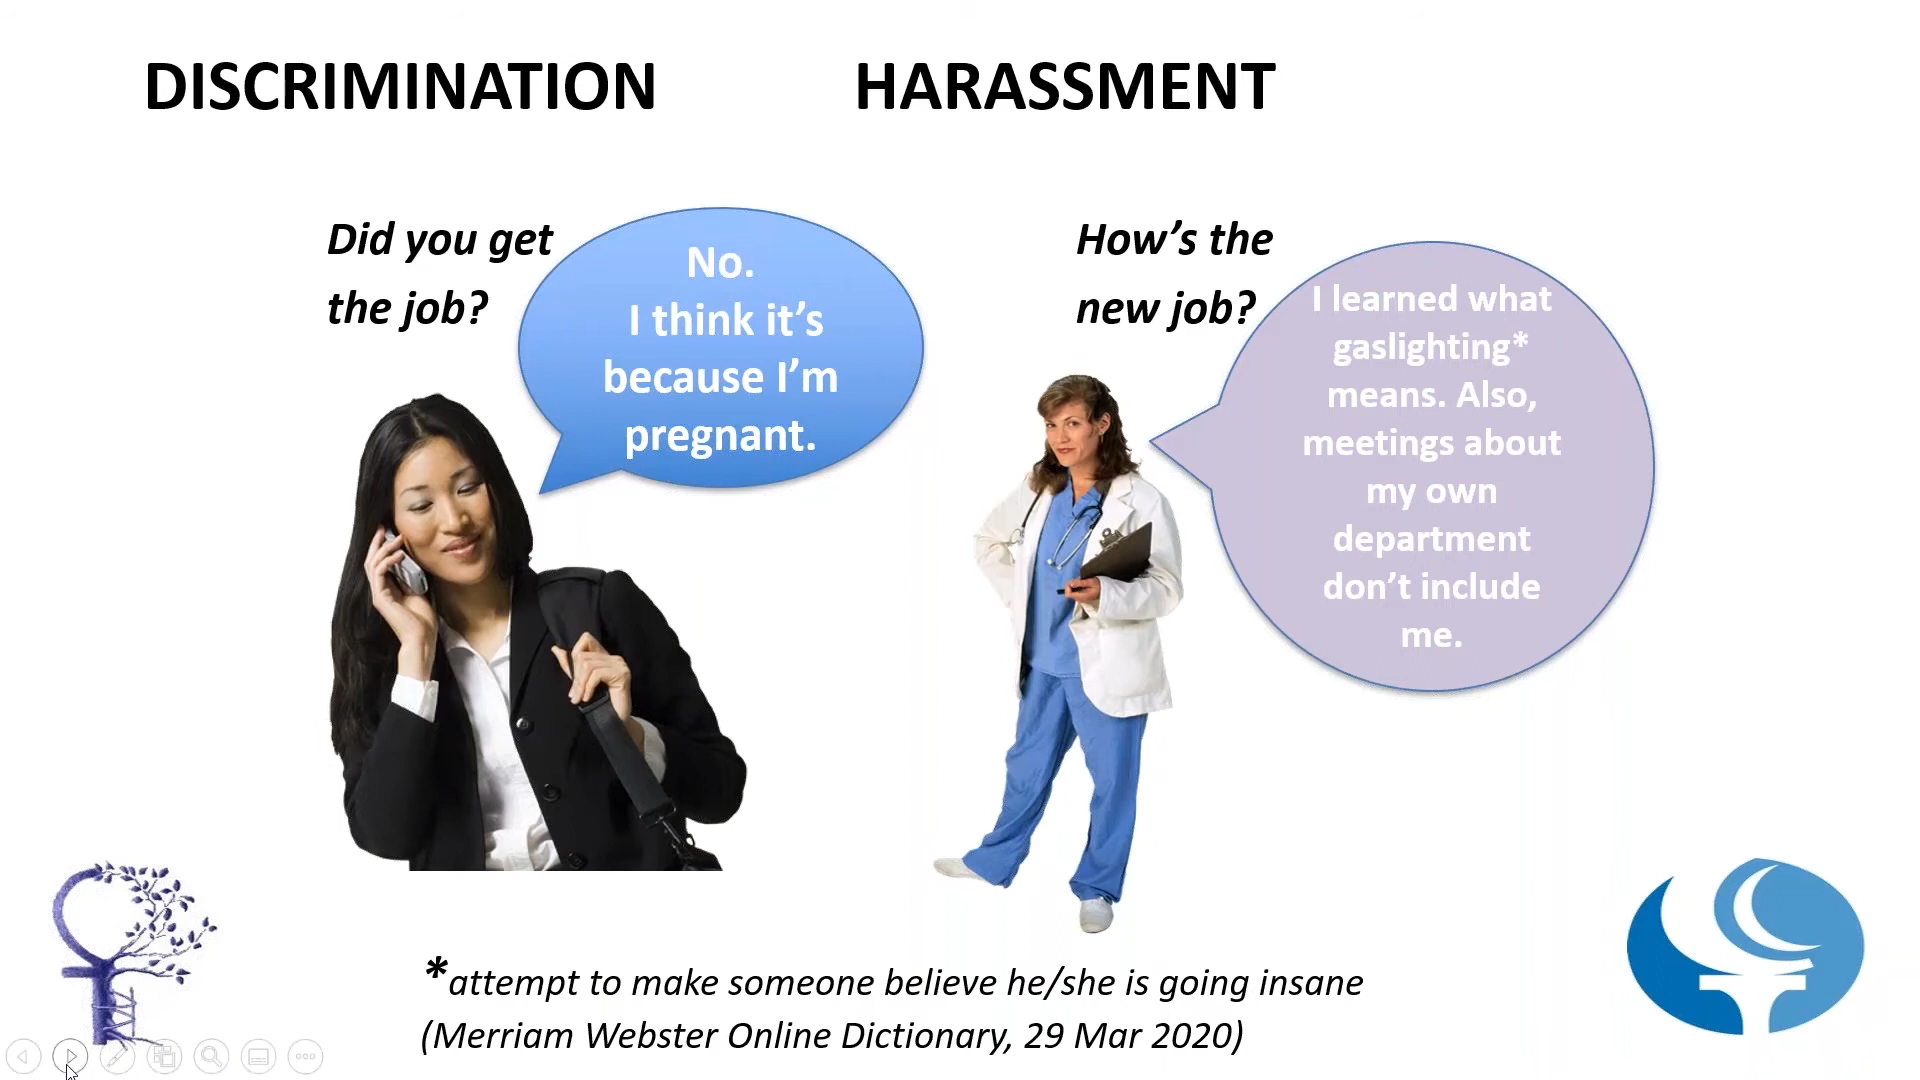 DISCRIMINATION
HARASSMENT
Did you get
the job?
No.
I think it’s
because I’m
pregnant.
How’s the
new job?
I learned what
gaslighting*
means. Also,
meetings about
my own
department
don’t include
me.
*attempt to make someone believe he/she is going insane
(Merriam Webster Online Dictionary, 29 Mar 2020)